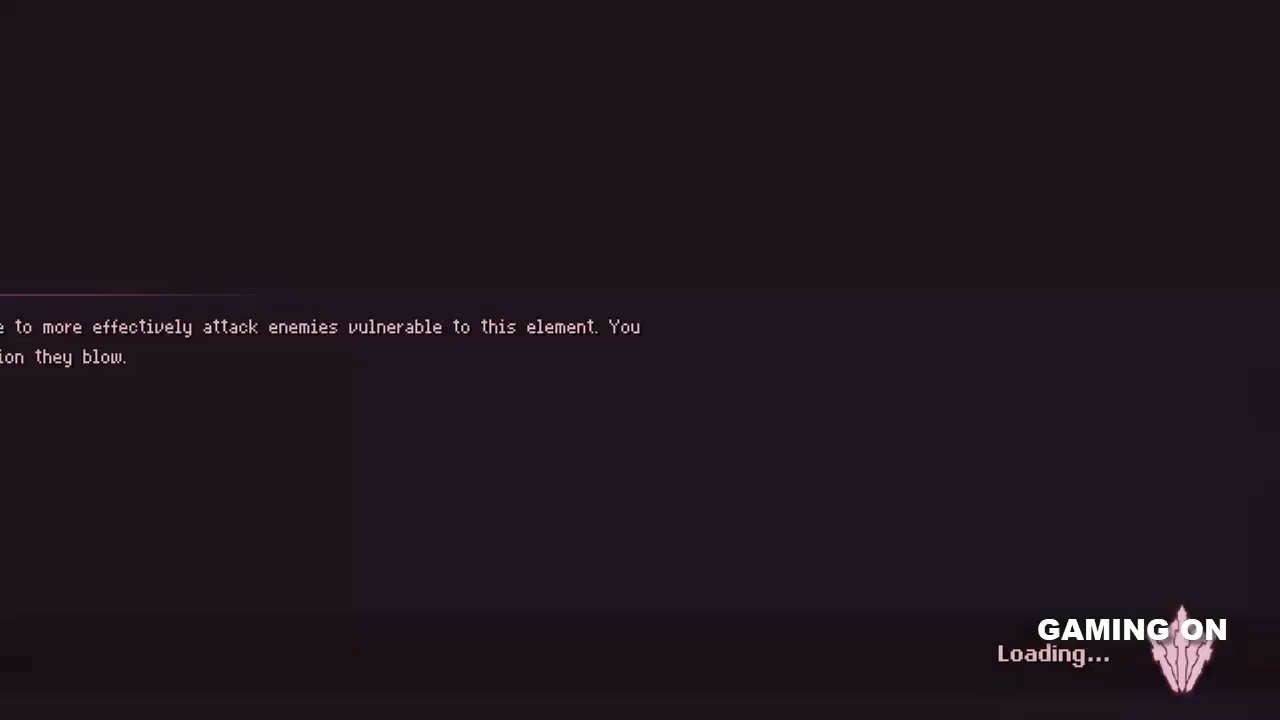 e to more effectively attack enemies vulnerable to this element. You
ion they blow.
GAMING ON
Loading...